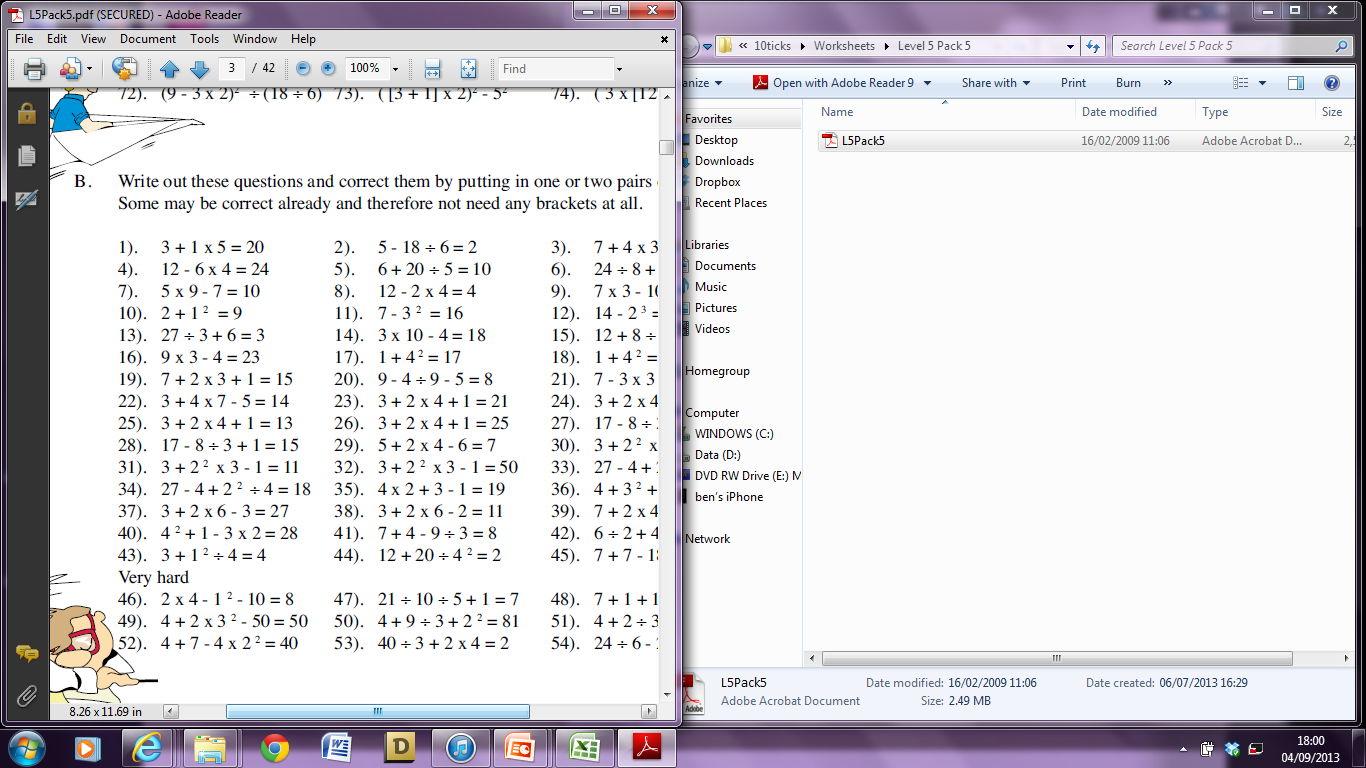 L5Pack5.pdf (SECURED) - Adobe Reader
File Edit View Document Tools Window Help
3 / 42 100% Find
72). (9 - 3 x 2)² ÷ (18 ÷ 6) 73). ( [3 + 1] x 2)² - 5² 74). ( 3 x [12
B. Write out these questions and correct them by putting in one or two pairs
Some may be correct already and therefore not need any brackets at all.
1). 3 + 1 x 5 = 20 2). 5 - 18 ÷ 6 = 2 3). 7 + 4 x 3
4). 12 - 6 x 4 = 24 5). 6 + 20 ÷ 5 = 10 6). 24 ÷ 8 +
7). 5 x 9 - 7 = 10 8). 12 - 2 x 4 = 4 9). 7 x 3 - 10
10). 2 + 1² = 9 11). 7 - 3² = 16 12). 14 - 2³ =
13). 27 ÷ 3 + 6 = 3 14). 3 x 10 - 4 = 18 15). 12 + 8 ÷
16). 9 x 3 - 4 = 23 17). 1 + 4² = 17 18). 1 + 4² =
19). 7 + 2 x 3 + 1 = 15 20). 9 - 4 ÷ 9 - 5 = 8 21). 7 - 3 x 3
22). 3 + 4 x 7 - 5 = 14 23). 3 + 2 x 4 + 1 = 21 24). 3 + 2 x 4
25). 3 + 2 x 4 + 1 = 13 26). 3 + 2 x 4 + 1 = 25 27). 17 - 8 ÷
28). 17 - 8 ÷ 3 + 1 = 15 29). 5 + 2 x 4 - 6 = 7 30). 3 + 2² x
31). 3 + 2² x 3 - 1 = 11 32). 3 + 2² x 3 - 1 = 50 33). 27 - 4 +
34). 27 - 4 + 2² ÷ 4 = 18 35). 4 x 2 + 3 - 1 = 19 36). 4 + 3² +
37). 3 + 2 x 6 - 3 = 27 38). 3 + 2 x 6 - 2 = 11 39). 7 + 2 x 4
40). 4² + 1 - 3 x 2 = 28 41). 7 + 4 - 9 ÷ 3 = 8 42). 6 ÷ 2 + 4
43). 3 + 1² ÷ 4 = 4 44). 12 + 20 ÷ 4² = 2 45). 7 + 7 - 18
Very hard
46). 2 x 4 - 1² - 10 = 8 47). 21 ÷ 10 ÷ 5 + 1 = 7 48). 7 + 1 + 1
49). 4 + 2 x 3² - 50 = 50 50). 4 + 9 ÷ 3 + 2² = 81 51). 4 + 2 ÷ 3
52). 4 + 7 - 4 x 2² = 40 53). 40 ÷ 3 + 2 x 4 = 2 54). 24 ÷ 6 -
8.26 x 11.69 in
« 10ticks Worksheets Level 5 Pack 5 Search Level 5 Pack 5
anize Open with Adobe Reader 9 Share with Print Burn »
Name Date modified Type Size
L5Pack5 16/02/2009 11:06 Adobe Acrobat D... 2,5
Favorites
Desktop
Downloads
Dropbox
Recent Places
Libraries
Documents
Music
Pictures
Videos
Homegroup
Computer
WINDOWS (C:)
Data (D:)
DVD RW Drive (E:) M
ben's iPhone
Network
L5Pack5 Date modified: 16/02/2009 11:06 Date created: 06/07/2013 16:29
Adobe Acrobat Document Size: 2.49 MB
18:00
04/09/2013